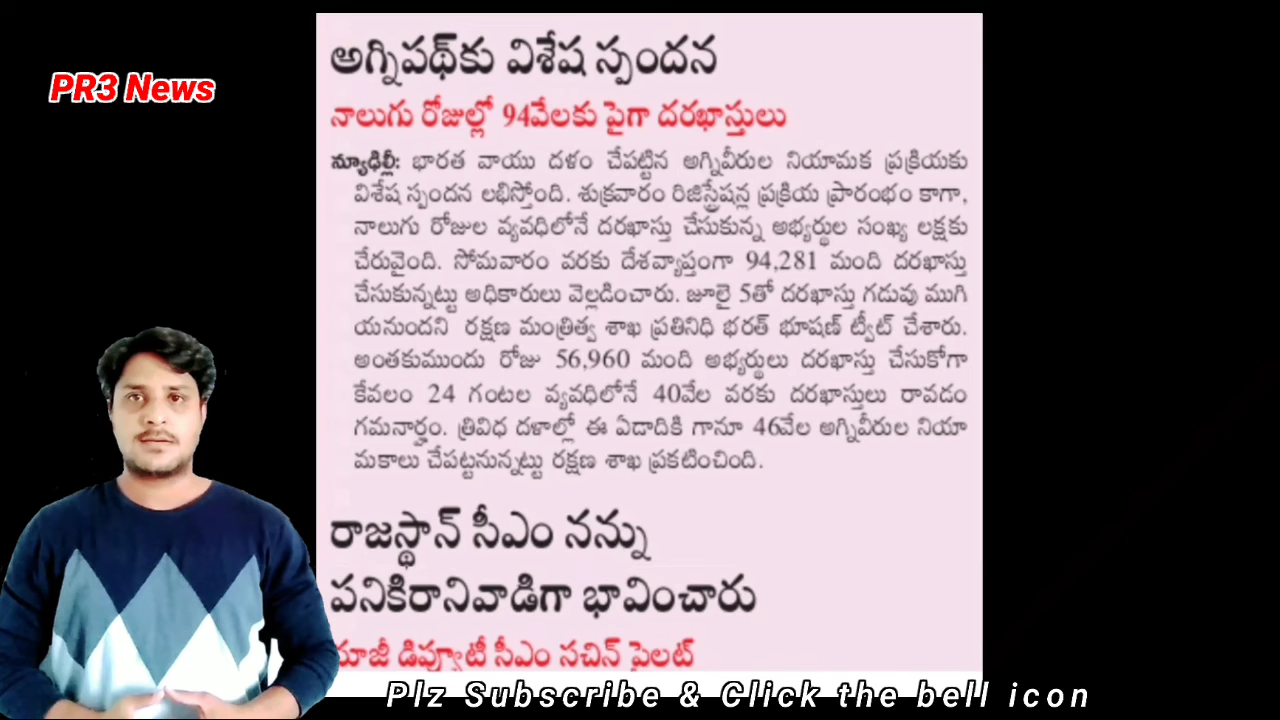 PR3 News
అగ్నిపథ్‌కు విశేష స్పందన
నాలుగు రోజుల్లో 94వేలకు పైగా దరఖాస్తులు
న్యూఢిల్లీ: భారత వాయు దళం చేపట్టిన అగ్నివీరుల నియామక ప్రక్రియకు
విశేష స్పందన లభిస్తోంది. శుక్రవారం రిజిస్ట్రేషన్ల ప్రక్రియ ప్రారంభం కాగా,
నాలుగు రోజుల వ్యవధిలోనే దరఖాస్తు చేసుకున్న అభ్యర్థుల సంఖ్య లక్షకు
చేరువైంది. సోమవారం వరకు దేశవ్యాప్తంగా 94,281 మంది దరఖాస్తు
చేసుకున్నట్టు అధికారులు వెల్లడించారు. జూలై 5తో దరఖాస్తు గడువు ముగి
యనుందని రక్షణ మంత్రిత్వ శాఖ ప్రతినిధి భరత్ భూషణ్ ట్వీట్ చేశారు.
అంతకుముందు రోజు 56,960 మంది అభ్యర్థులు దరఖాస్తు చేసుకోగా
కేవలం 24 గంటల వ్యవధిలోనే 40వేల వరకు దరఖాస్తులు రావడం
గమనార్హం. త్రివిధ దళాల్లో ఈ ఏడాదికి గానూ 46వేల అగ్నివీరుల నియా
మకాలు చేపట్టనున్నట్టు రక్షణ శాఖ ప్రకటించింది.
రాజస్థాన్ సీఎం నన్ను
పనికిరానివాడిగా భావించారు
మాజీ డిప్యూటీ సీఎం సచిన్ పైలట్
Plz Subscribe & Click the bell icon